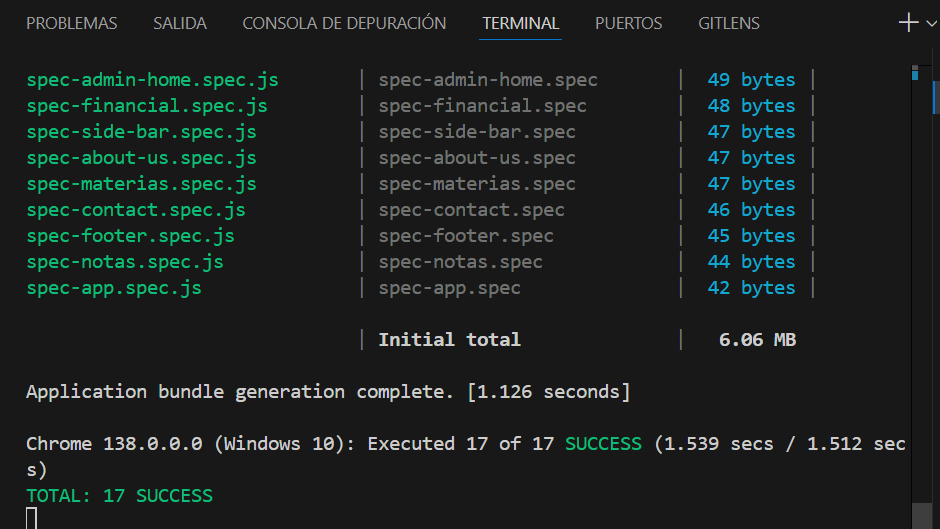 PROBLEMAS SALIDA CONSOLA DE DEPURACIÓN TERMINAL PUERTOS GITLENS
spec-admin-home.spec.js | spec-admin-home.spec | 49 bytes |
spec-financial.spec.js | spec-financial.spec | 48 bytes |
spec-side-bar.spec.js | spec-side-bar.spec | 47 bytes |
spec-about-us.spec.js | spec-about-us.spec | 47 bytes |
spec-materias.spec.js | spec-materias.spec | 47 bytes |
spec-contact.spec.js | spec-contact.spec | 46 bytes |
spec-footer.spec.js | spec-footer.spec | 45 bytes |
spec-notas.spec.js | spec-notas.spec | 44 bytes |
spec-app.spec.js | spec-app.spec | 42 bytes |
| Initial total | 6.06 MB
Application bundle generation complete. [1.126 seconds]
Chrome 138.0.0.0 (Windows 10): Executed 17 of 17 SUCCESS (1.539 secs / 1.512 sec
s)
TOTAL: 17 SUCCESS